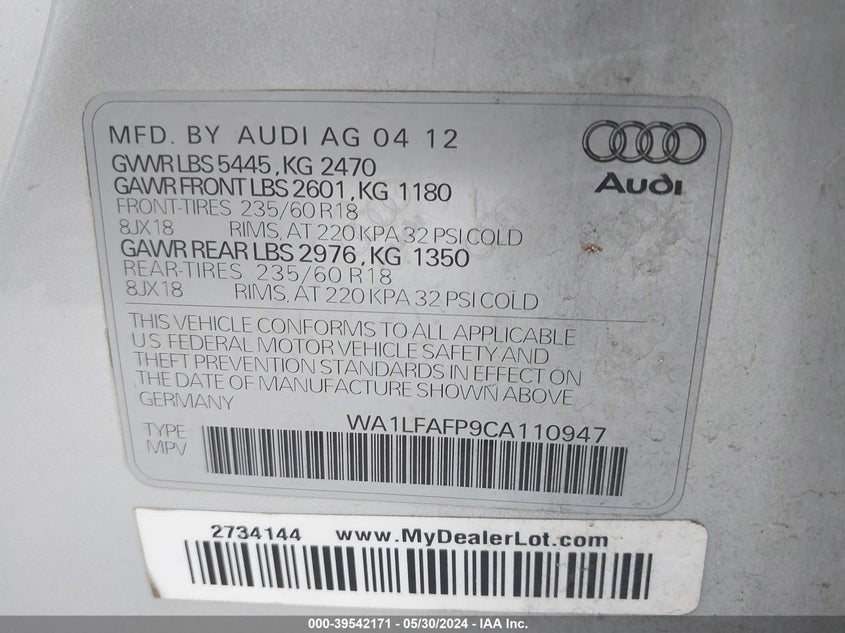 MFD. BY AUDI AG 04 12
GVWR LBS 5445, KG 2470
GAWR FRONT LBS 2601, KG 1180
FRONT-TIRES 235/60 R18
8JX18 RIMS, AT 220 KPA 32 PSI COLD
GAWR REAR LBS 2976, KG 1350
REAR-TIRES 235/60 R18
8JX18 RIMS, AT 220 KPA 32 PSI COLD
Audi
THIS VEHICLE CONFORMS TO ALL APPLICABLE
U.S. FEDERAL MOTOR VEHICLE SAFETY AND
THEFT PREVENTION STANDARDS IN EFFECT ON
THE DATE OF MANUFACTURE SHOWN ABOVE
GERMANY
WA1LFAFP9CA110947
TYPE
MPV
2734144 www.MyDealerLot.com
000-39542171 - 05/30/2024 - IAA Inc.